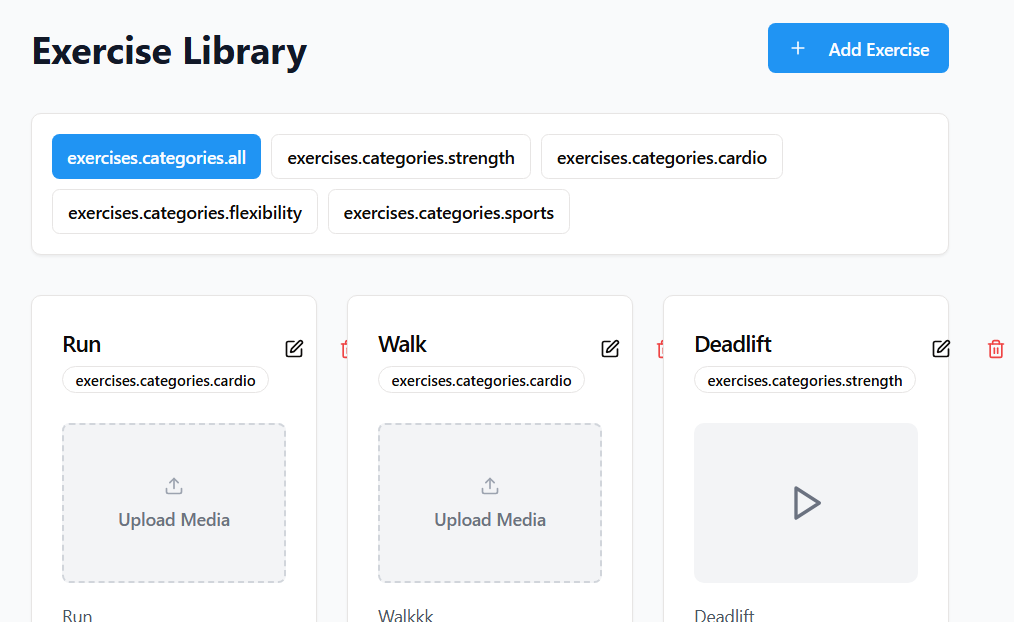 Exercise Library
Add Exercise
exercises.categories.all
exercises.categories.strength
exercises.categories.cardio
exercises.categories.flexibility
exercises.categories.sports
Run
exercises.categories.cardio
Upload Media
Run
Walk
exercises.categories.cardio
Upload Media
Walkkk
Deadlift
exercises.categories.strength
Deadlift